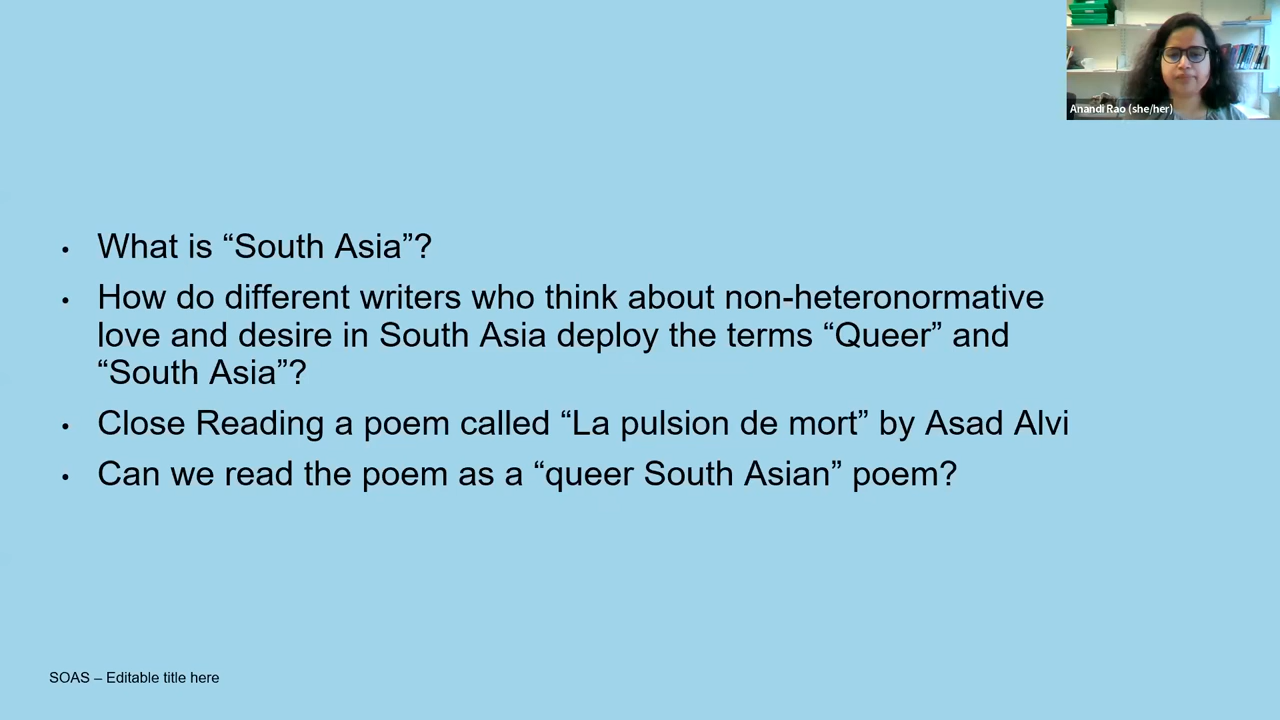 Anandi Rao (she/her)
• What is “South Asia”?
• How do different writers who think about non-heteronormative
love and desire in South Asia deploy the terms “Queer” and
“South Asia”?
• Close Reading a poem called “La pulsion de mort” by Asad Alvi
• Can we read the poem as a “queer South Asian” poem?
SOAS – Editable title here